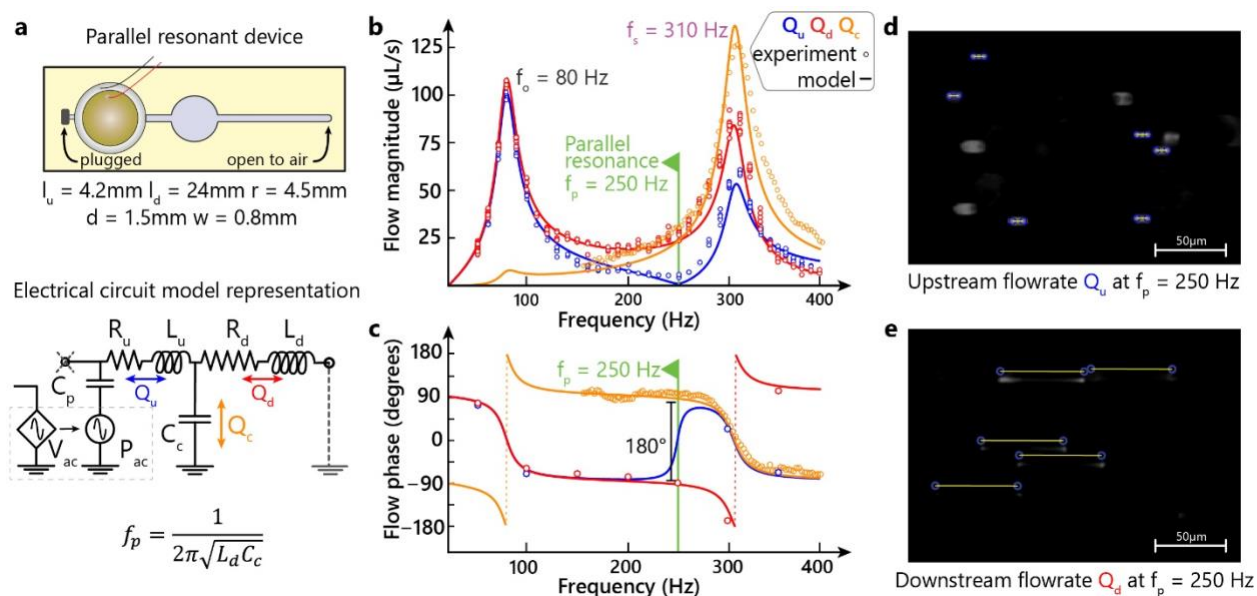 a
Parallel resonant device
plugged
open to air
l_u = 4.2mm l_d = 24mm r = 4.5mm
d = 1.5mm w = 0.8mm
Electrical circuit model representation
R_u L_u R_d L_d
C_p
Q_u
Q_d
C_c
Q_c
V_ac
P_ac
f_p = 1 / (2π√(L_d C_c))
b
f_s = 310 Hz
Q_u Q_d Q_c
experiment ∘
model –
f_o = 80 Hz
Parallel
resonance
f_p = 250 Hz
Flow magnitude (µL/s)
125
100
75
50
25
100 200 300 400
Frequency (Hz)
c
f_p = 250 Hz
180°
Flow phase (degrees)
180
90
0
−90
−180
100 200 300 400
Frequency (Hz)
d
50µm
Upstream flowrate Q_u at f_p = 250 Hz
e
50µm
Downstream flowrate Q_d at f_p = 250 Hz